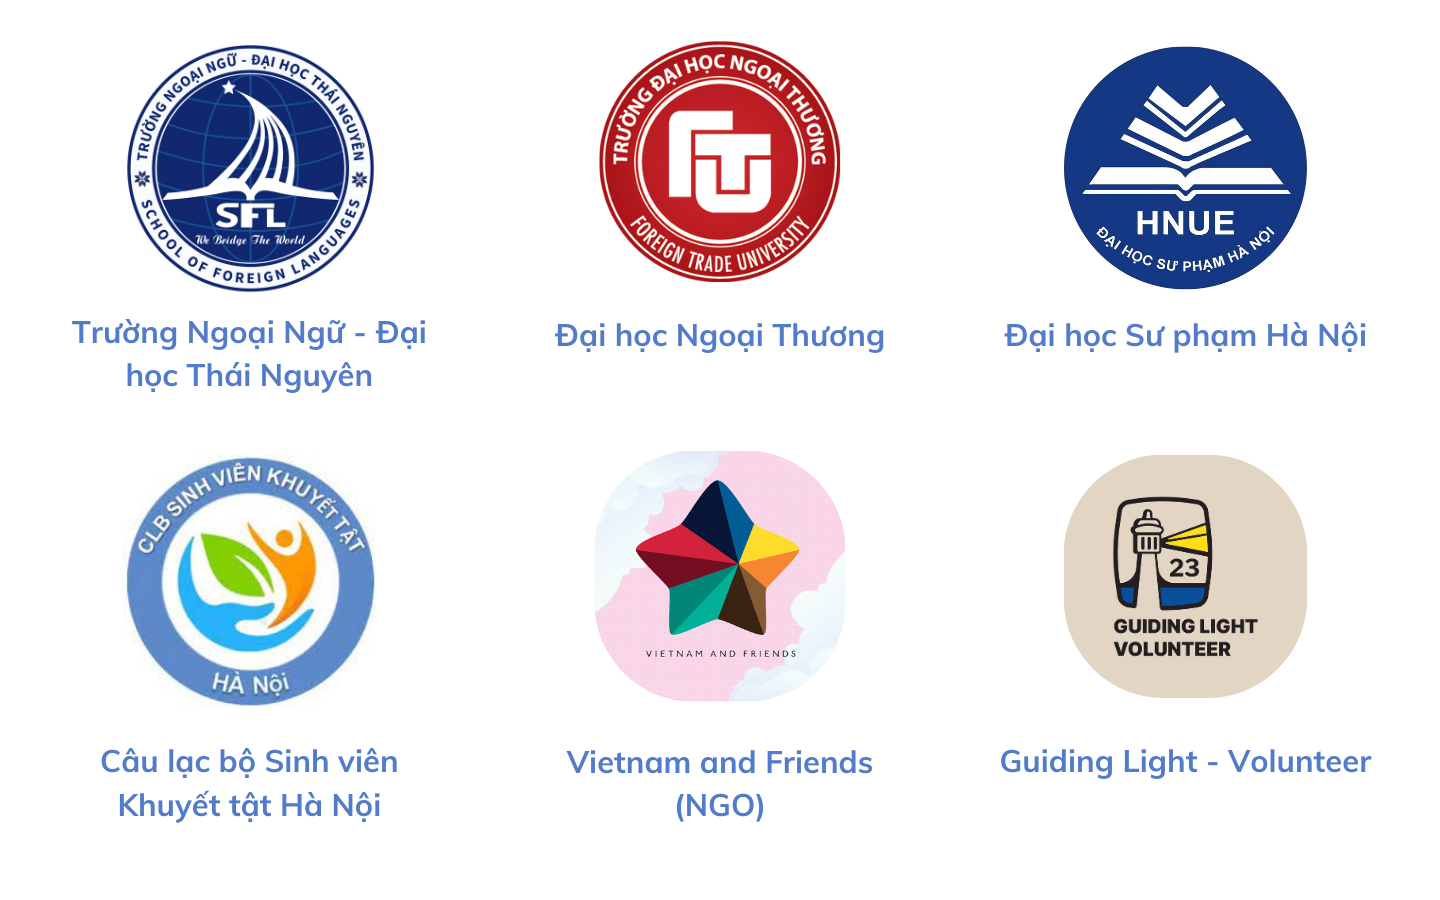 TRƯỜNG NGOẠI NGỮ - ĐẠI HỌC THÁI NGUYÊN
SFL
We Bridge The World
SCHOOL OF FOREIGN LANGUAGES
TRƯỜNG ĐẠI HỌC NGOẠI THƯƠNG
FTU
FOREIGN TRADE UNIVERSITY
HNUE
ĐẠI HỌC SƯ PHẠM HÀ NỘI
Trường Ngoại Ngữ - Đại
học Thái Nguyên
Đại học Ngoại Thương
Đại học Sư phạm Hà Nội
CLB SINH VIÊN KHUYẾT TẬT
HÀ Nội
VIETNAM AND FRIENDS
23
GUIDING LIGHT
VOLUNTEER
Câu lạc bộ Sinh viên
Khuyết tật Hà Nội
Vietnam and Friends
(NGO)
Guiding Light - Volunteer